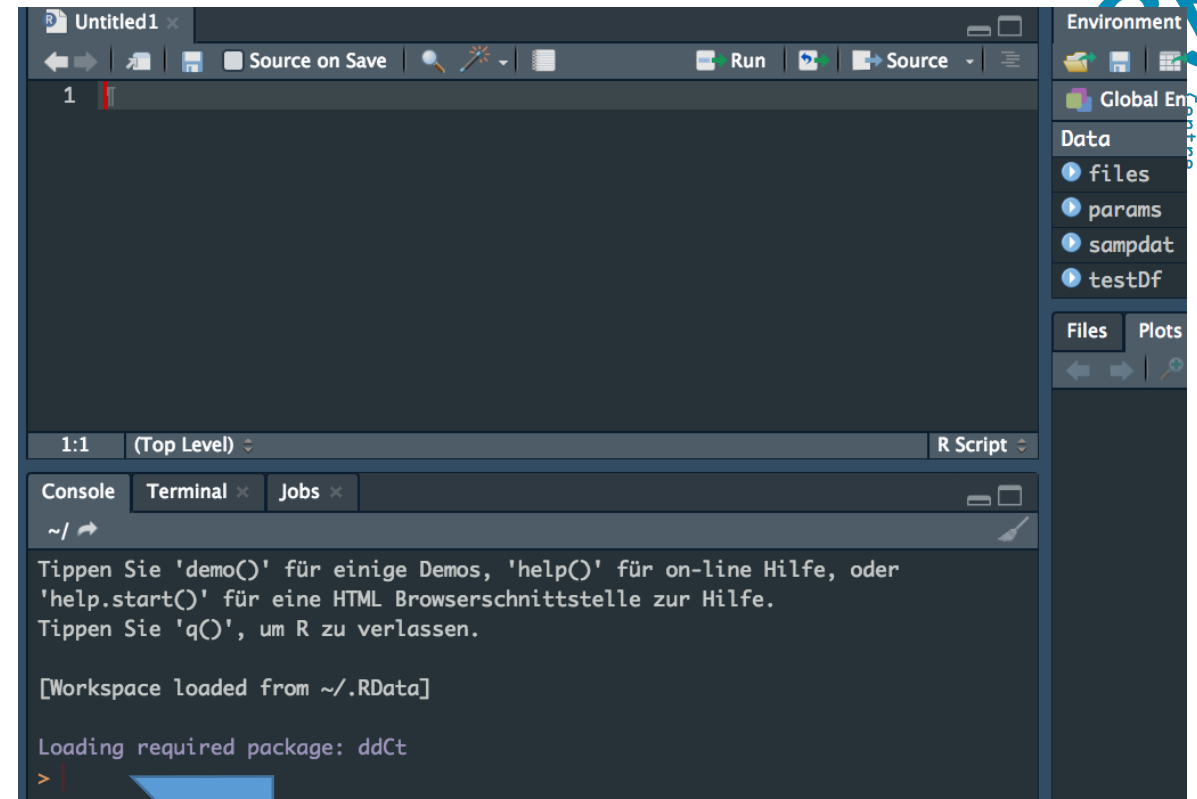 Untitled1
Source on Save
Run
Source
1
1:1 (Top Level)
R Script
Console Terminal Jobs
~/
Tippen Sie 'demo()' für einige Demos, 'help()' für on-line Hilfe, oder
'help.start()' für eine HTML Browserschnittstelle zur Hilfe.
Tippen Sie 'q()', um R zu verlassen.
[Workspace loaded from ~/.RData]
Loading required package: ddCt
>
Environment
Global En
Data
files
params
sampdat
testDf
Files Plots